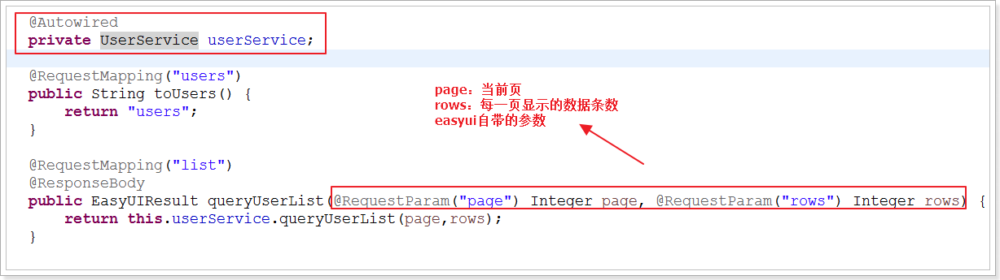 @Autowired
private UserService userService;
@RequestMapping("users")
public String toUsers() {
return "users";
}
page：当前页
rows：每一页显示的数据条数
easyui自带的参数
@RequestMapping("list")
@ResponseBody
public EasyUIResult queryUserList(@RequestParam("page") Integer page, @RequestParam("rows") Integer rows) {
return this.userService.queryUserList(page,rows);
}